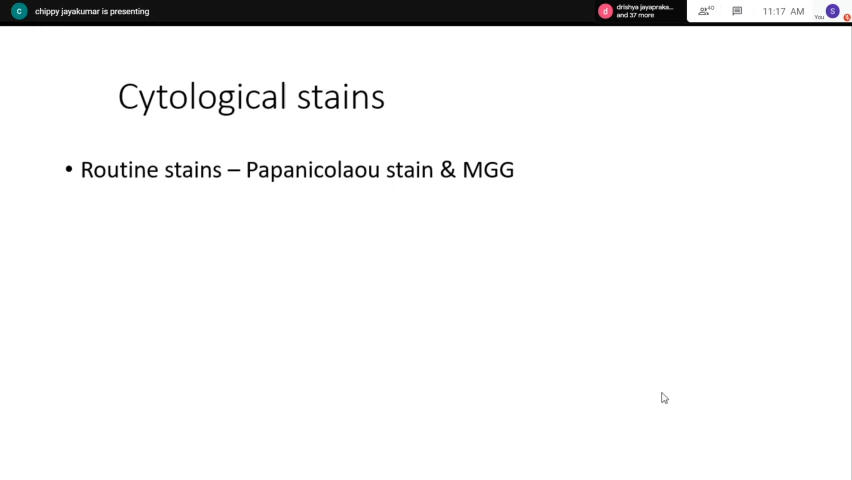 chippy jayakumar is presenting
drishya jayapraka...
and 37 more
40
11:17 AM
You
Cytological stains
• Routine stains – Papanicolaou stain & MGG